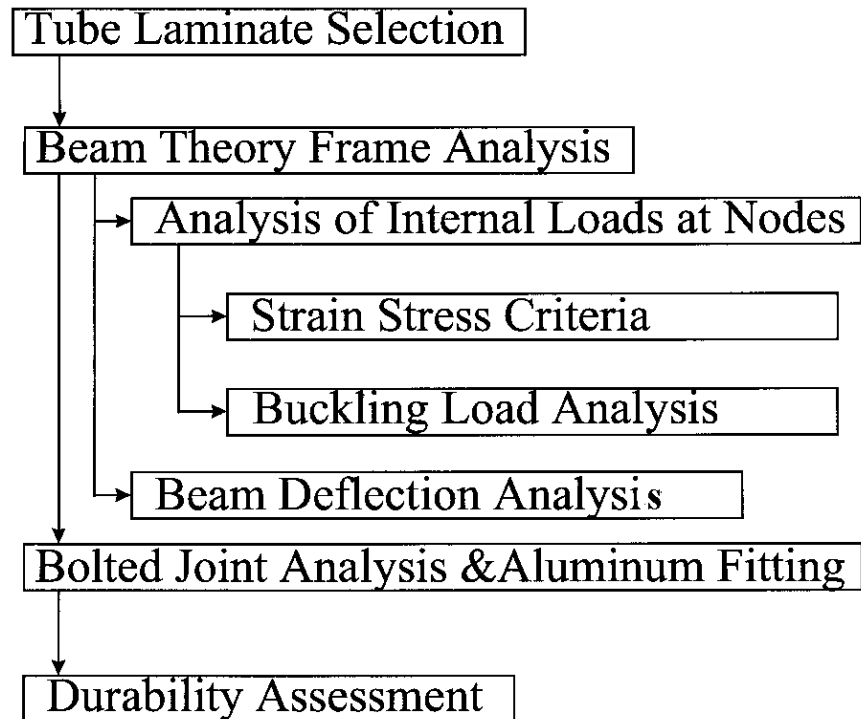 Tube Laminate Selection
Beam Theory Frame Analysis
Analysis of Internal Loads at Nodes
Strain Stress Criteria
Buckling Load Analysis
Beam Deflection Analysis
Bolted Joint Analysis &Aluminum Fitting
Durability Assessment